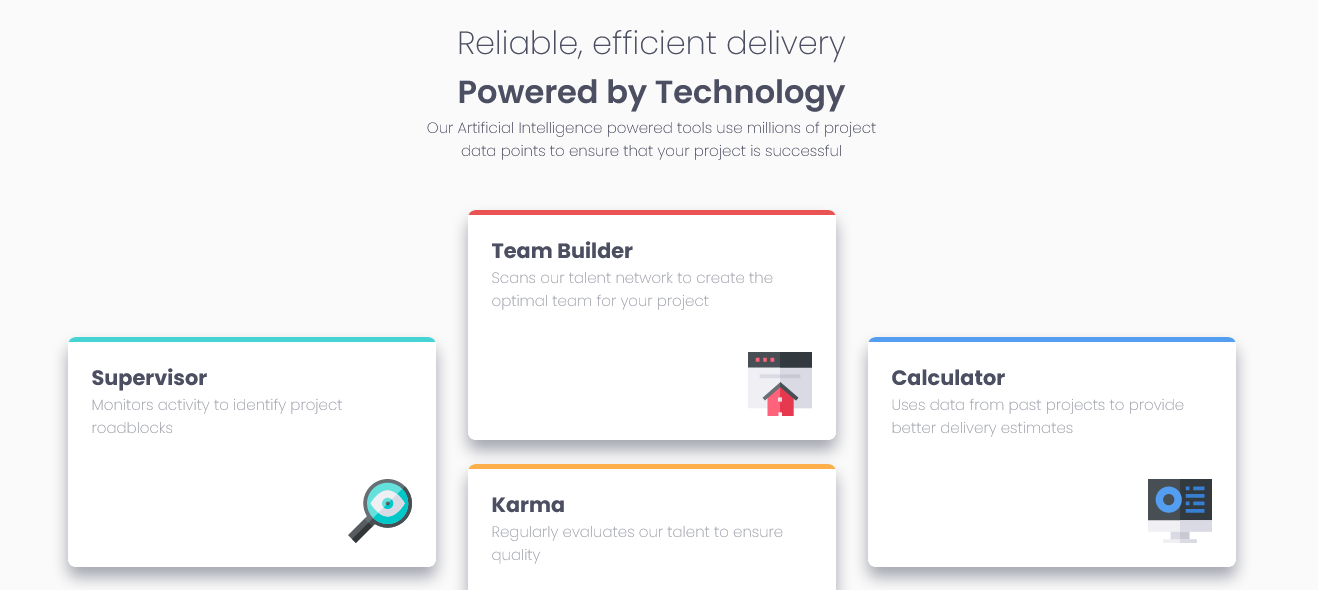 Reliable, efficient delivery
Powered by Technology
Our Artificial Intelligence powered tools use millions of project
data points to ensure that your project is successful
Team Builder
Scans our talent network to create the
optimal team for your project
Supervisor
Monitors activity to identify project
roadblocks
Calculator
Uses data from past projects to provide
better delivery estimates
Karma
Regularly evaluates our talent to ensure
quality